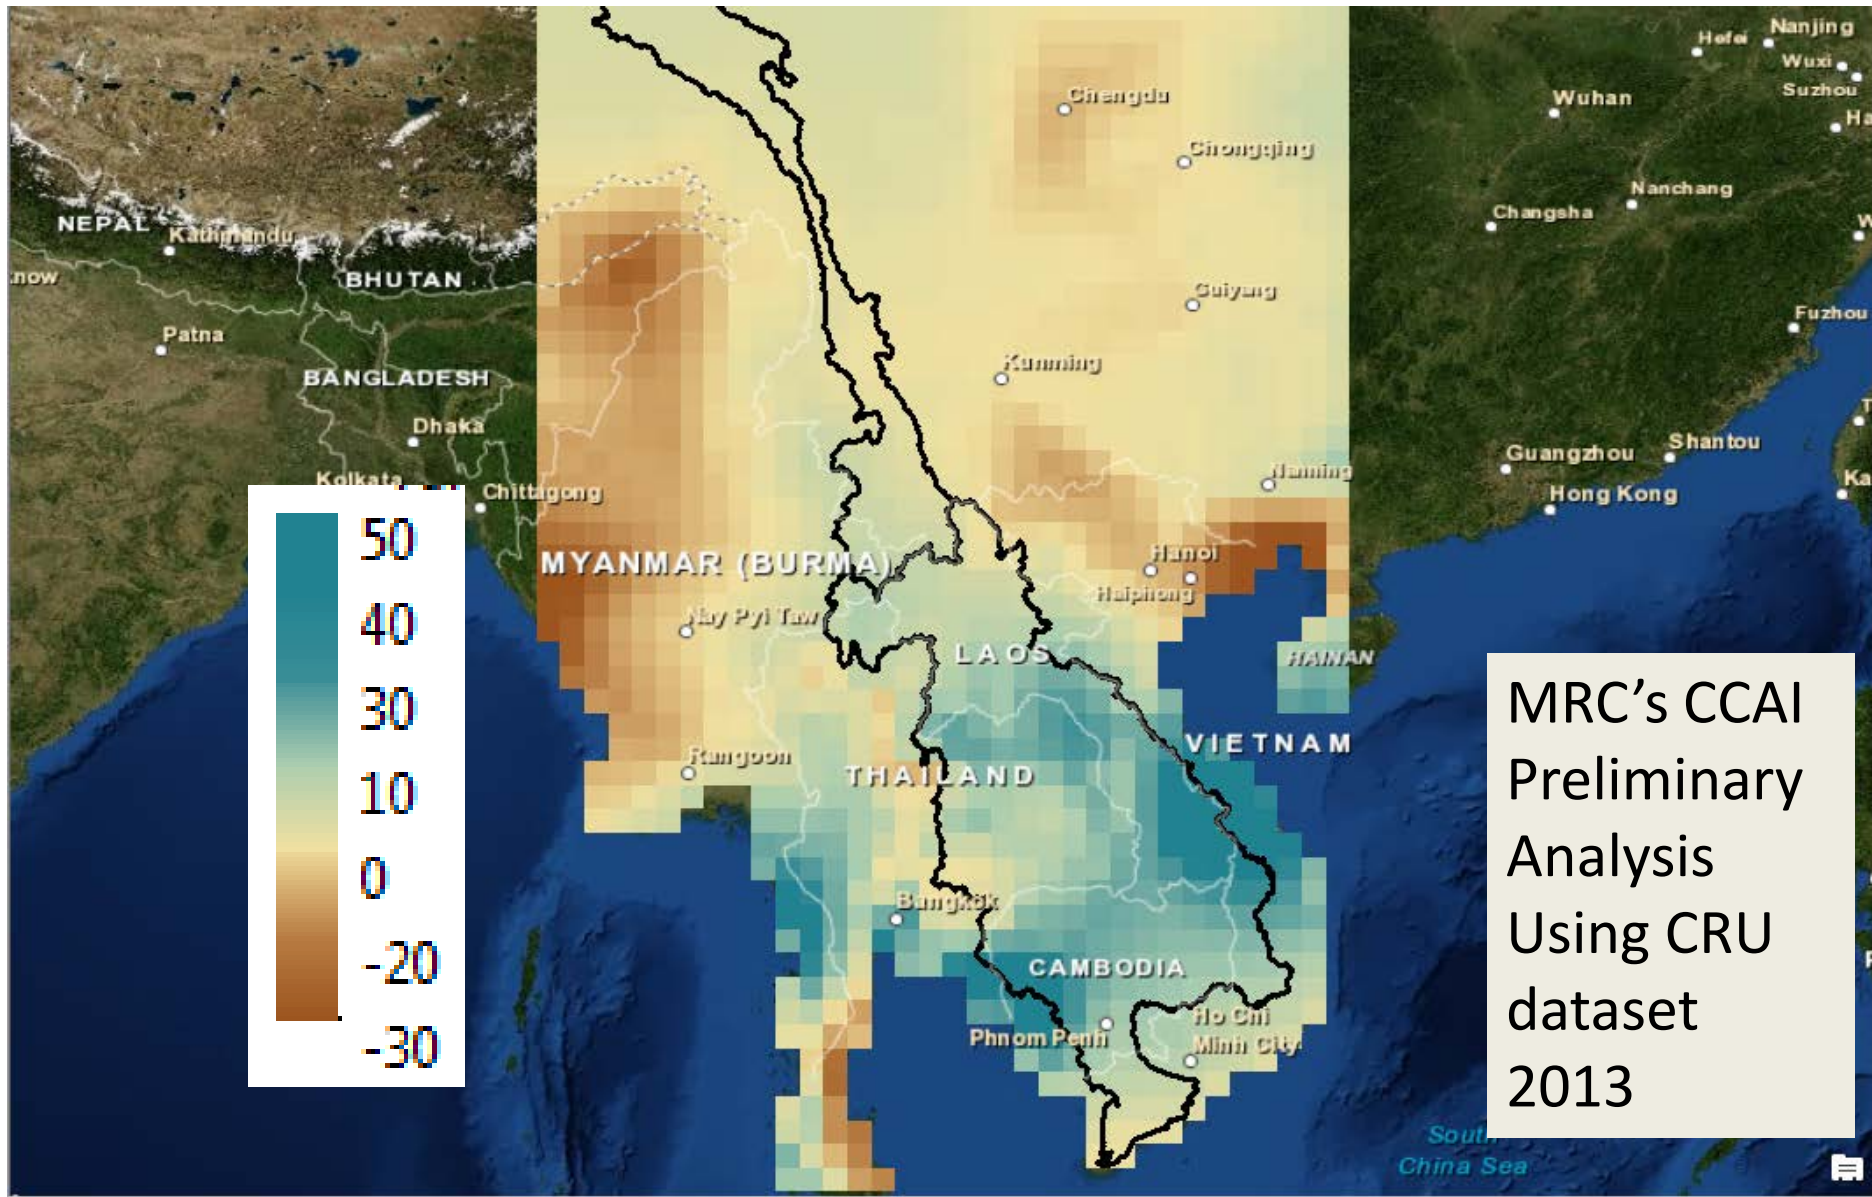 Nanjing
Hefei
Wuxi
Suzhou
Ha
Chengdu
Wuhan
Chongqing
Nanchang
Changsha
W
NEPAL
Kathmandu
BHUTAN
Guiyang
Fuzhou
Patna
Kunming
BANGLADESH
Dhaka
T
Shantou
Guangzhou
Nanning
Kolkata
Chittagong
Ka
Hong Kong
50
MYANMAR (BURMA)
Hanoi
Haiphong
40
Nay Pyi Taw
LAOS
HAINAN
30
MRC's CCAI
Preliminary
Analysis
Using CRU
dataset
2013
VIETNAM
Rangoon
THAILAND
10
0
Bangkok
-20
CAMBODIA
Ho Chi
Minh City
Phnom Penh
-30
South
China Sea